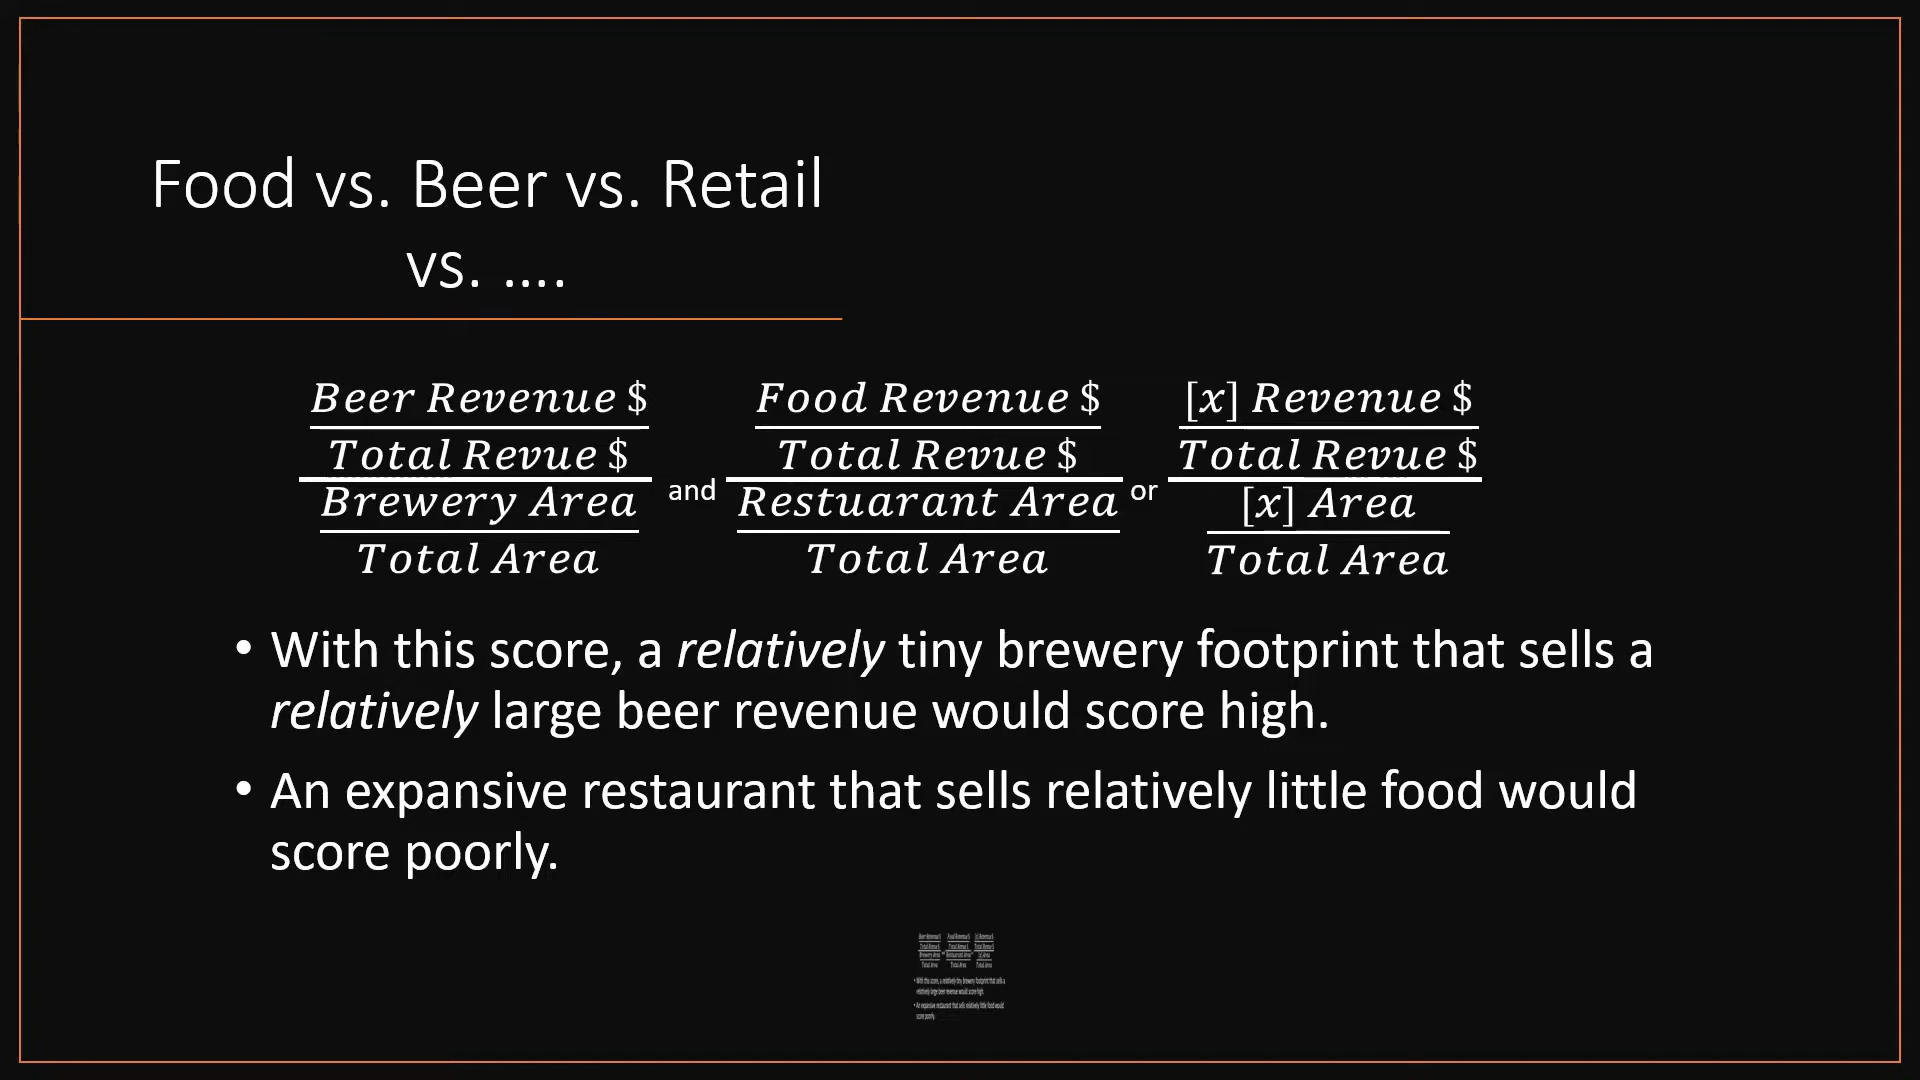 Food vs. Beer vs. Retail
vs. ....
Beer Revenue $
Total Revue $
Brewery Area
Total Area
and
Food Revenue $
Total Revue $
Restuarant Area
Total Area
or
[x] Revenue $
Total Revue $
[x] Area
Total Area
• With this score, a relatively tiny brewery footprint that sells a
relatively large beer revenue would score high.
• An expansive restaurant that sells relatively little food would
score poorly.